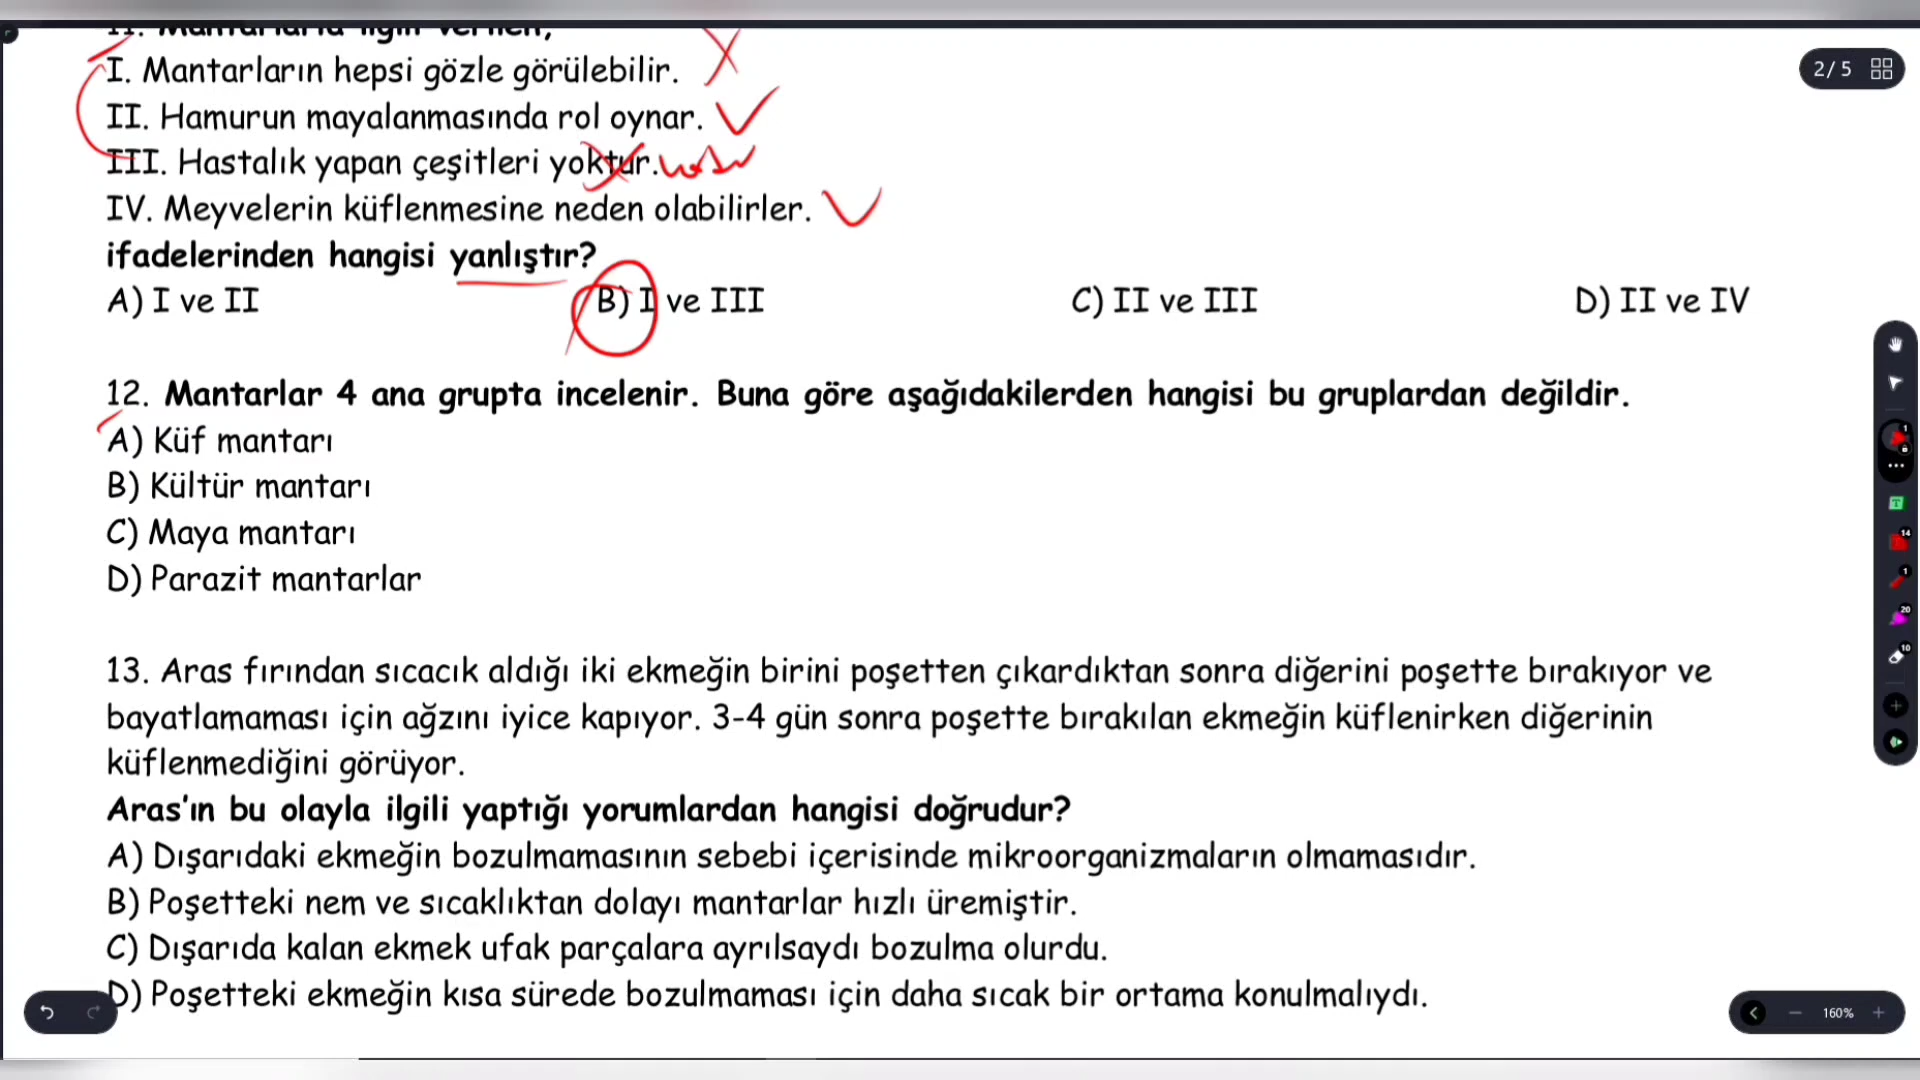 I. Mantarların hepsi gözle görülebilir.
2/5
II. Hamurun mayalanmasında rol oynar.
III. Hastalık yapan çeşitleri yoktur.
IV. Meyvelerin küflenmesine neden olabilirler.
ifadelerinden hangisi yanlıştır?
A) I ve II B) I ve III C) II ve III D) II ve IV
12. Mantarlar 4 ana grupta incelenir. Buna göre aşağıdakilerden hangisi bu gruplardan değildir.
A) Küf mantarı
B) Kültür mantarı
C) Maya mantarı
D) Parazit mantarlar
13. Aras fırından sıcacık aldığı iki ekmeğin birini poşetten çıkardıktan sonra diğerini poşette bırakıyor ve
bayatlamaması için ağzını iyice kapıyor. 3-4 gün sonra poşette bırakılan ekmeğin küflenirken diğerinin
küflenmediğini görüyor.
Aras'ın bu olayla ilgili yaptığı yorumlardan hangisi doğrudur?
A) Dışarıdaki ekmeğin bozulmamasının sebebi içerisinde mikroorganizmaların olmamasıdır.
B) Poşetteki nem ve sıcaklıktan dolayı mantarlar hızlı üremiştir.
C) Dışarıda kalan ekmek ufak parçalara ayrılsaydı bozulma olurdu.
D) Poşetteki ekmeğin kısa sürede bozulmaması için daha sıcak bir ortama konulmalıydı.
160%